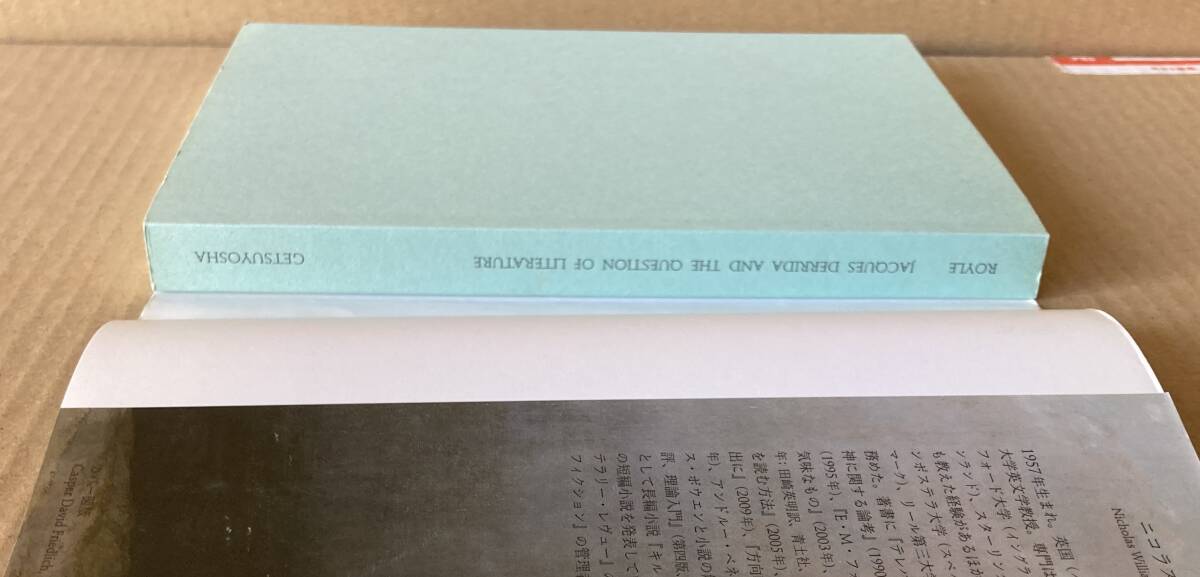 ROYLE JACQUES DERRIDA AND THE QUESTION OF LITERATURE GETSUYOSHA
ニコラ
Nicholas Willi
1957年生まれ。英国(
大学英文学教授。専門は
フォード大学(イングラ
ンランド)、スターリン
ンポステラ大学(スペ
も教えた経験があるほか
マーク)、リール第三大
務めた。著書に『テレ
神に関する論考』(1990
(1995年)、『E・M・フ
気味なもの』(2003年、
年:田崎英明訳、青土社、
を読む方法』(2005年)、
出に』(2009年)、『方向
年)、アンドルー・ベネ
ス・ボウエンと小説の
評、理論入門』(第四版、
として長編小説『キル
の短編小説を発表して
テラリー・レヴュー』の
フィクション』の管理
Caspar David Friedrich,